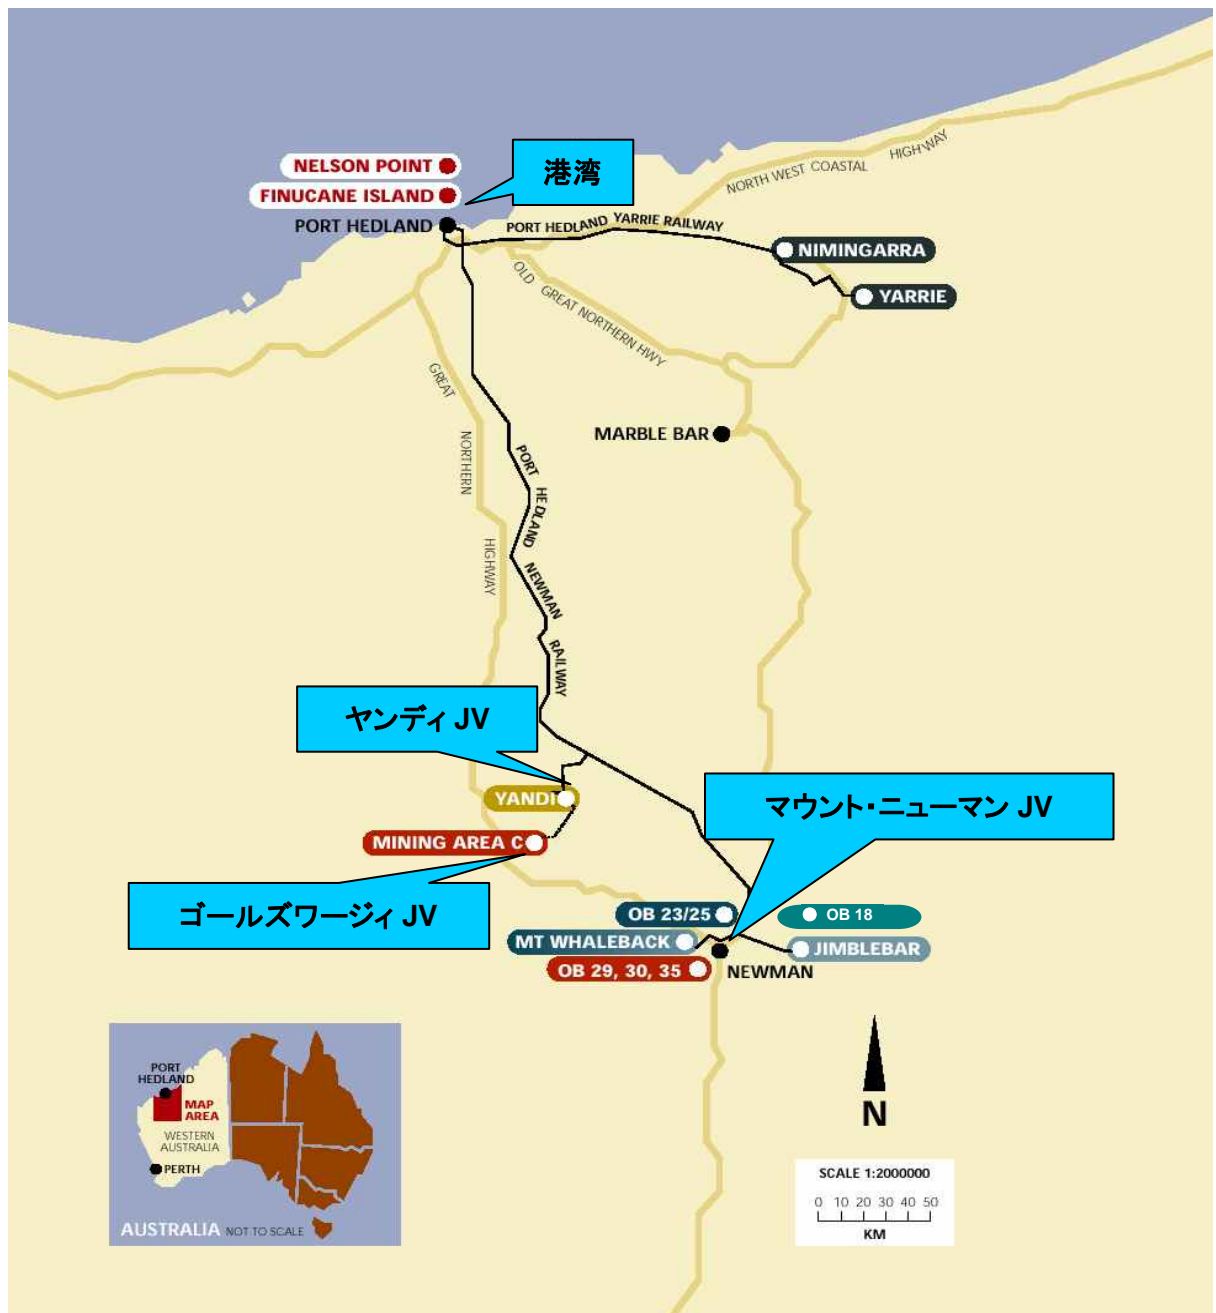 NELSON POINT
港湾
FINUCANE ISLAND
PORT HEDLAND
PORT HEDLAND YARRIE RAILWAY
NORTH WEST COASTAL HIGHWAY
NIMINGARRA
YARRIE
OLD GREAT NORTHERN HWY
GREAT NORTHERN HIGHWAY
MARBLE BAR
PORT HEDLAND NEWMAN RAILWAY
ヤンディ JV
YANDI
マウント・ニューマン JV
MINING AREA C
ゴールズワージィ JV
OB 23/25
OB 18
MT WHALEBACK
JIMBLEBAR
OB 29, 30, 35
NEWMAN
PORT
HEDLAND
MAP
AREA
WESTERN
AUSTRALIA
PERTH
AUSTRALIA NOT TO SCALE
N
SCALE 1:2000000
0 10 20 30 40 50
KM